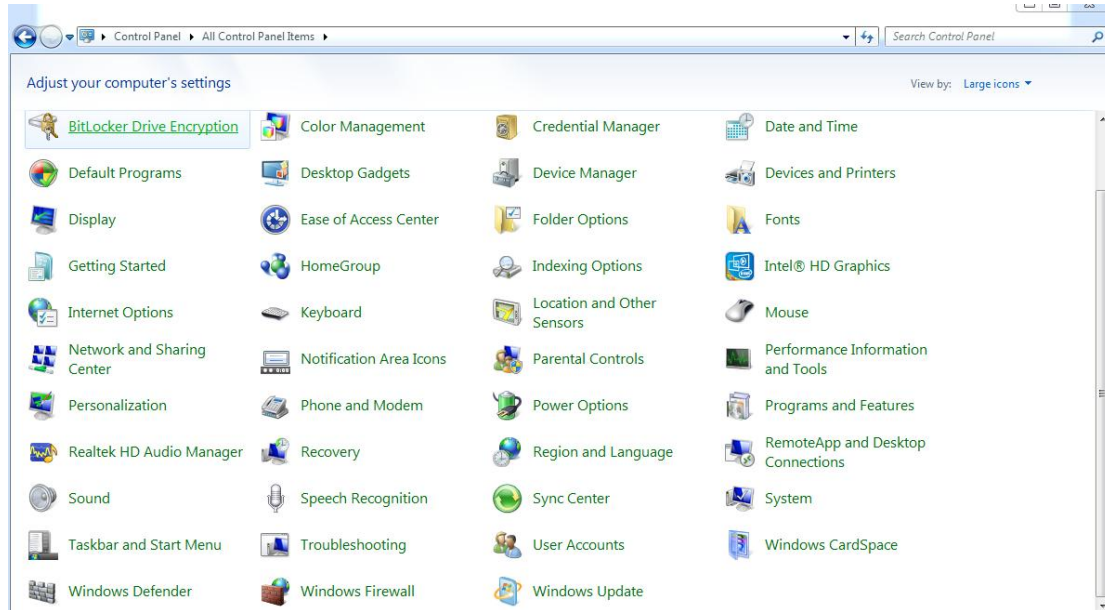 Control Panel ▸ All Control Panel Items ▸
Search Control Panel
Adjust your computer's settings
View by: Large icons
BitLocker Drive Encryption
Color Management
Credential Manager
Date and Time
Default Programs
Desktop Gadgets
Device Manager
Devices and Printers
Display
Ease of Access Center
Folder Options
Fonts
Getting Started
HomeGroup
Indexing Options
Intel® HD Graphics
Internet Options
Keyboard
Location and Other
Sensors
Mouse
Network and Sharing
Center
Notification Area Icons
Parental Controls
Performance Information
and Tools
Personalization
Phone and Modem
Power Options
Programs and Features
Realtek HD Audio Manager
Recovery
Region and Language
RemoteApp and Desktop
Connections
Sound
Speech Recognition
Sync Center
System
Taskbar and Start Menu
Troubleshooting
User Accounts
Windows CardSpace
Windows Defender
Windows Firewall
Windows Update